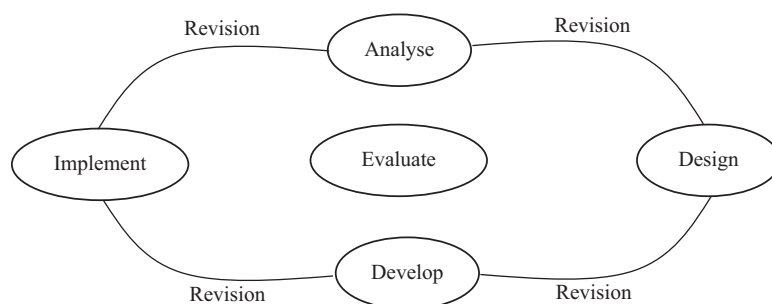 Revision
Revision
Analyse
Implement
Evaluate
Design
Develop
Revision
Revision